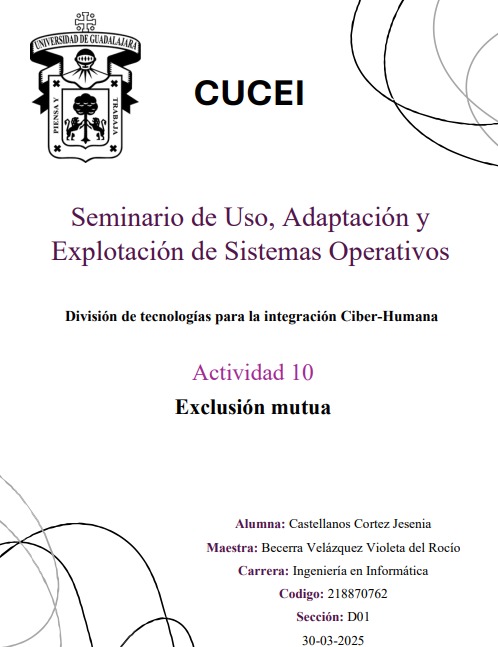 UNIVERSIDAD DE GUADALAJARA
PIENSA Y
TRABAJA
CUCEI
Seminario de Uso, Adaptación y
Explotación de Sistemas Operativos
División de tecnologías para la integración Ciber-Humana
Actividad 10
Exclusión mutua
Alumna: Castellanos Cortez Jesenia
Maestra: Becerra Velázquez Violeta del Rocío
Carrera: Ingeniería en Informática
Codigo: 218870762
Sección: D01
30-03-2025